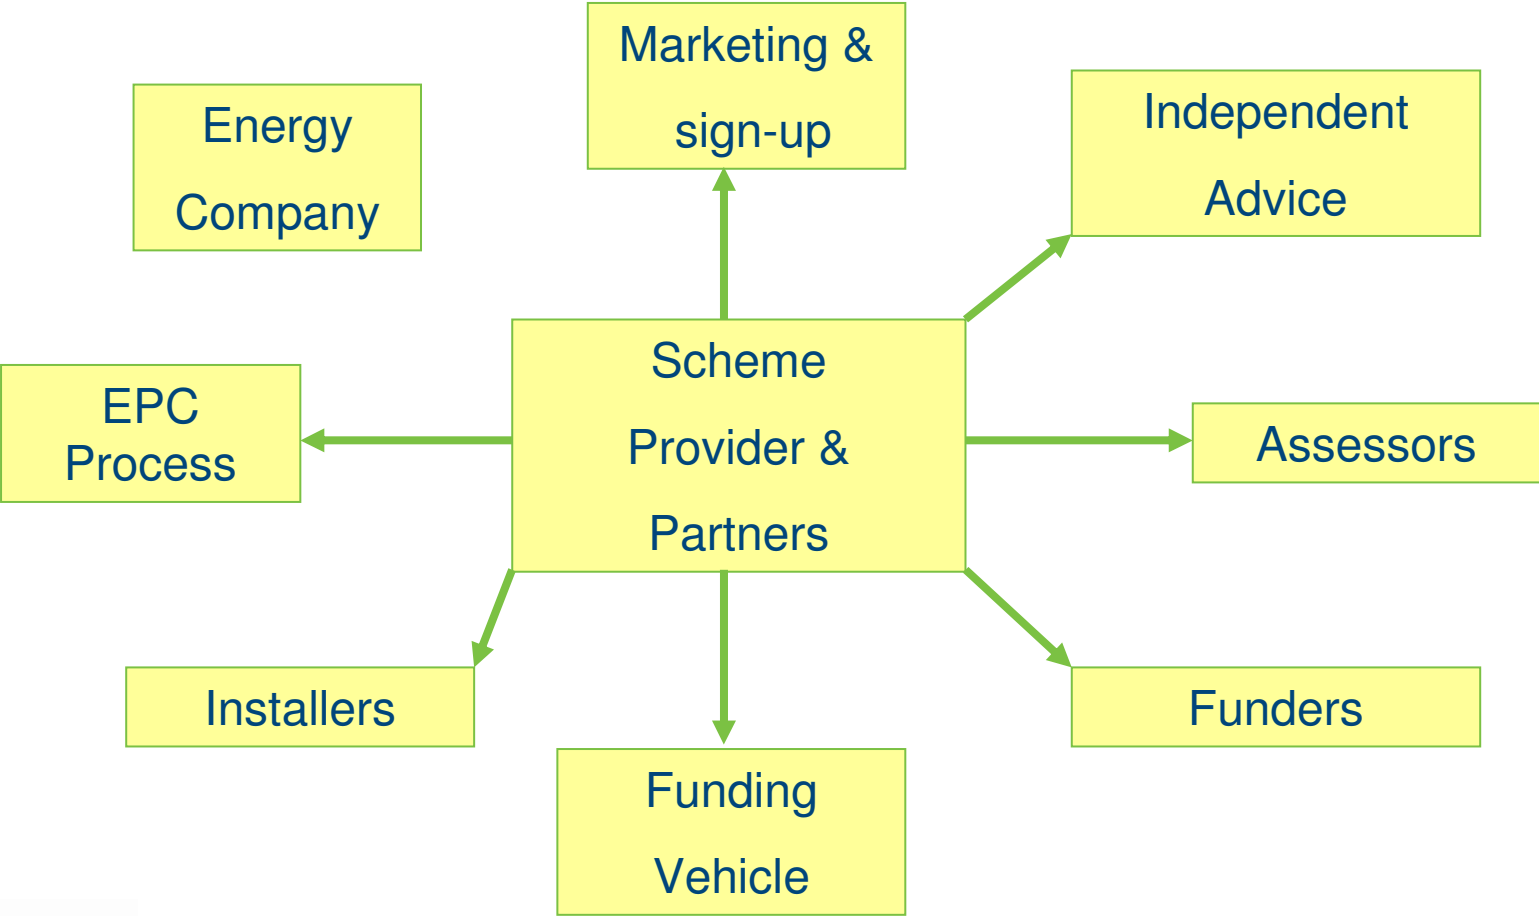 Marketing &
sign-up
Energy
Company
Independent
Advice
Scheme
Provider &
Partners
EPC
Process
Assessors
Installers
Funders
Funding
Vehicle